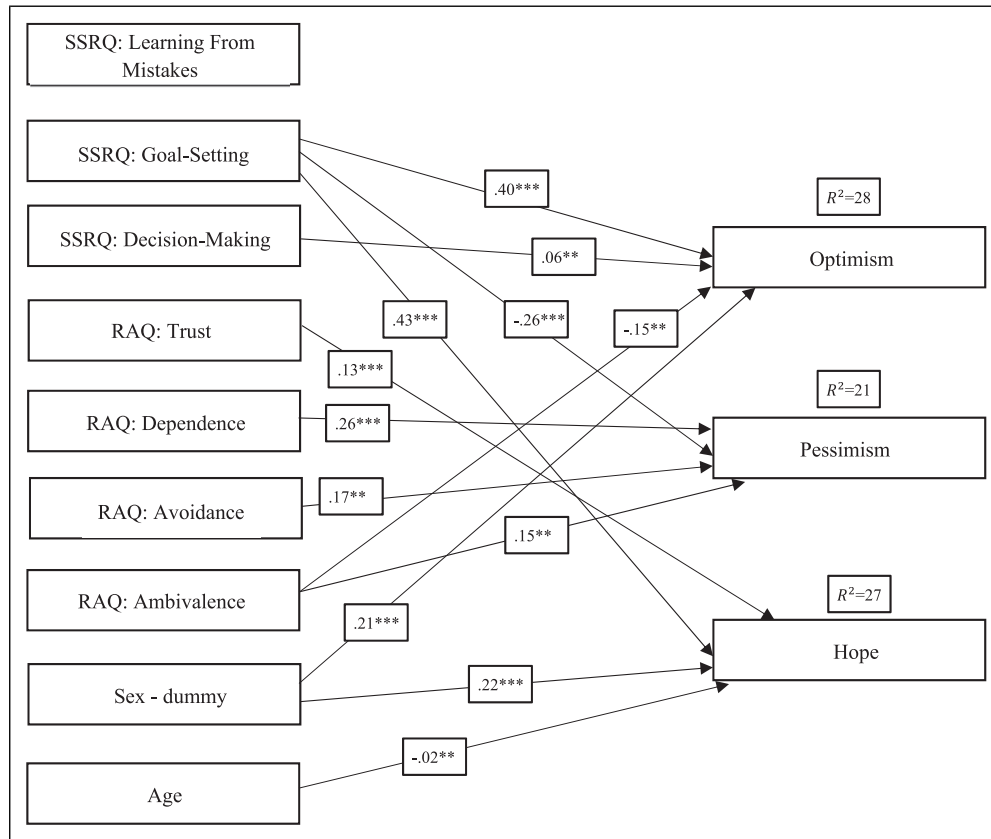 SSRQ: Learning From
Mistakes
SSRQ: Goal-Setting
.40***
R²=28
SSRQ: Decision-Making
.06**
Optimism
RAQ: Trust
.43***
-.26***
-.15**
.13***
R²=21
RAQ: Dependence
.26***
Pessimism
RAQ: Avoidance
.17**
.15**
RAQ: Ambivalence
R²=27
.21***
Hope
Sex - dummy
.22***
-.02**
Age